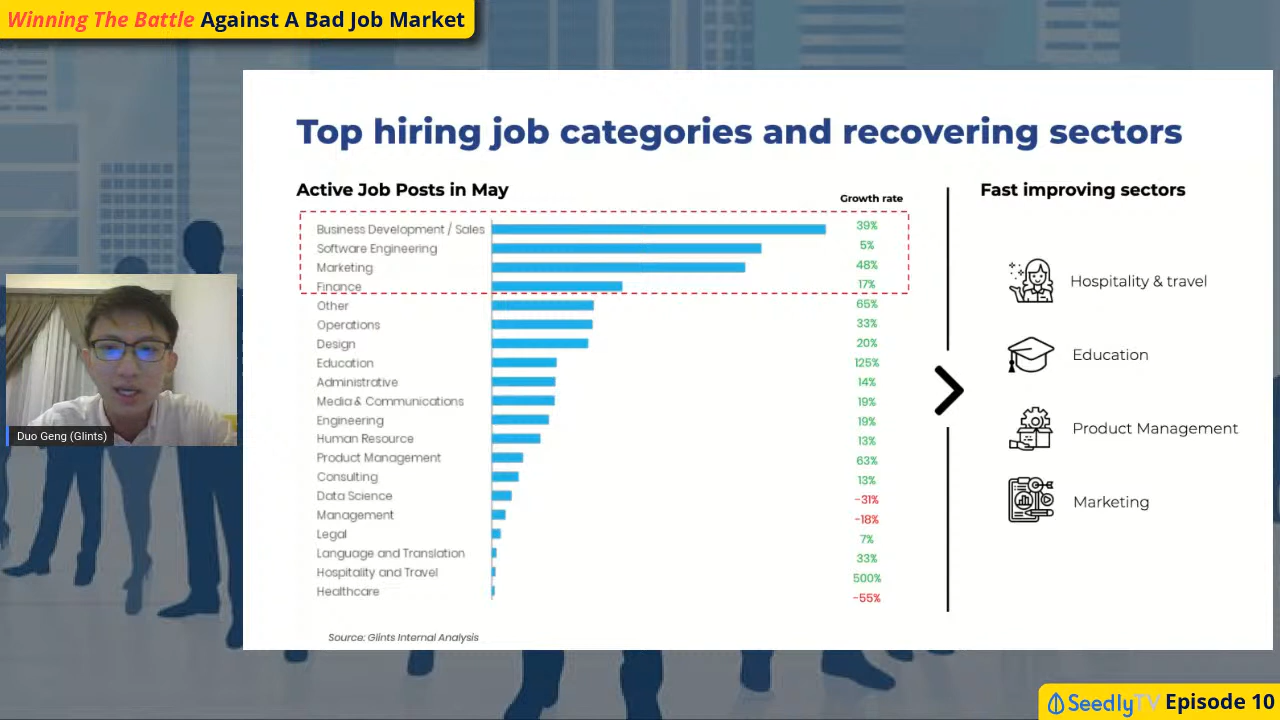 Winning The Battle Against A Bad Job Market
Top hiring job categories and recovering sectors
Active Job Posts in May
Growth rate
Business Development / Sales 39%
Software Engineering 5%
Marketing 48%
Finance 17%
Other 65%
Operations 33%
Design 20%
Education 125%
Administrative 14%
Media & Communications 19%
Engineering 19%
Human Resource 13%
Product Management 63%
Consulting 13%
Data Science -31%
Management -18%
Legal 7%
Language and Translation 33%
Hospitality and Travel 500%
Healthcare -55%
Source: Glints Internal Analysis
Fast improving sectors
Hospitality & travel
Education
Product Management
Marketing
Duo Geng (Glints)
SeedlyTV Episode 10